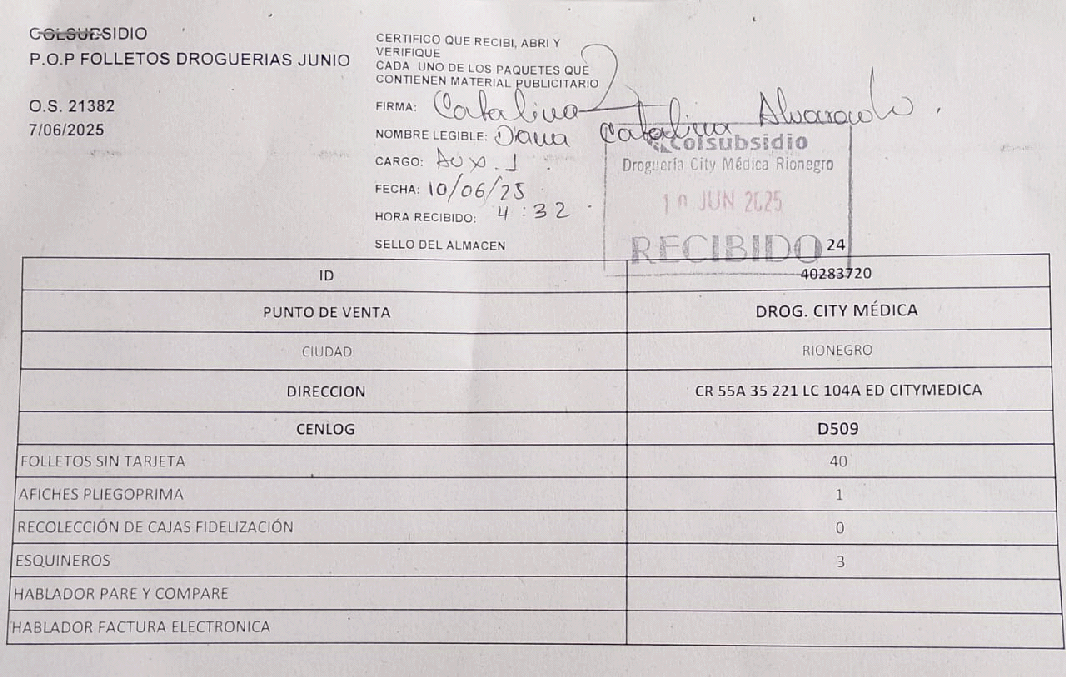 COLSUBSIDIO
P.O.P FOLLETOS DROGUERIAS JUNIO
O.S. 21382
7/06/2025
CERTIFICO QUE RECIBI, ABRI Y
VERIFIQUE
CADA UNO DE LOS PAQUETES QUE
CONTIENEN MATERIAL PUBLICITARIO
FIRMA: Catalina
NOMBRE LEGIBLE: Diana Catalina Alvarado
CARGO: Aux. 1
FECHA: 10/06/25
HORA RECIBIDO: 4:32
SELLO DEL ALMACEN
Colsubsidio
Droguería City Médica Rionegro
10 JUN 2025
RECIBIDO
24
ID 40283720
PUNTO DE VENTA DROG. CITY MÉDICA
CIUDAD RIONEGRO
DIRECCION CR 55A 35 221 LC 104A ED CITYMEDICA
CENLOG D509
FOLLETOS SIN TARJETA 40
AFICHES PLIEGOPRIMA 1
RECOLECCIÓN DE CAJAS FIDELIZACIÓN 0
ESQUINEROS 3
HABLADOR PARE Y COMPARE
HABLADOR FACTURA ELECTRONICA